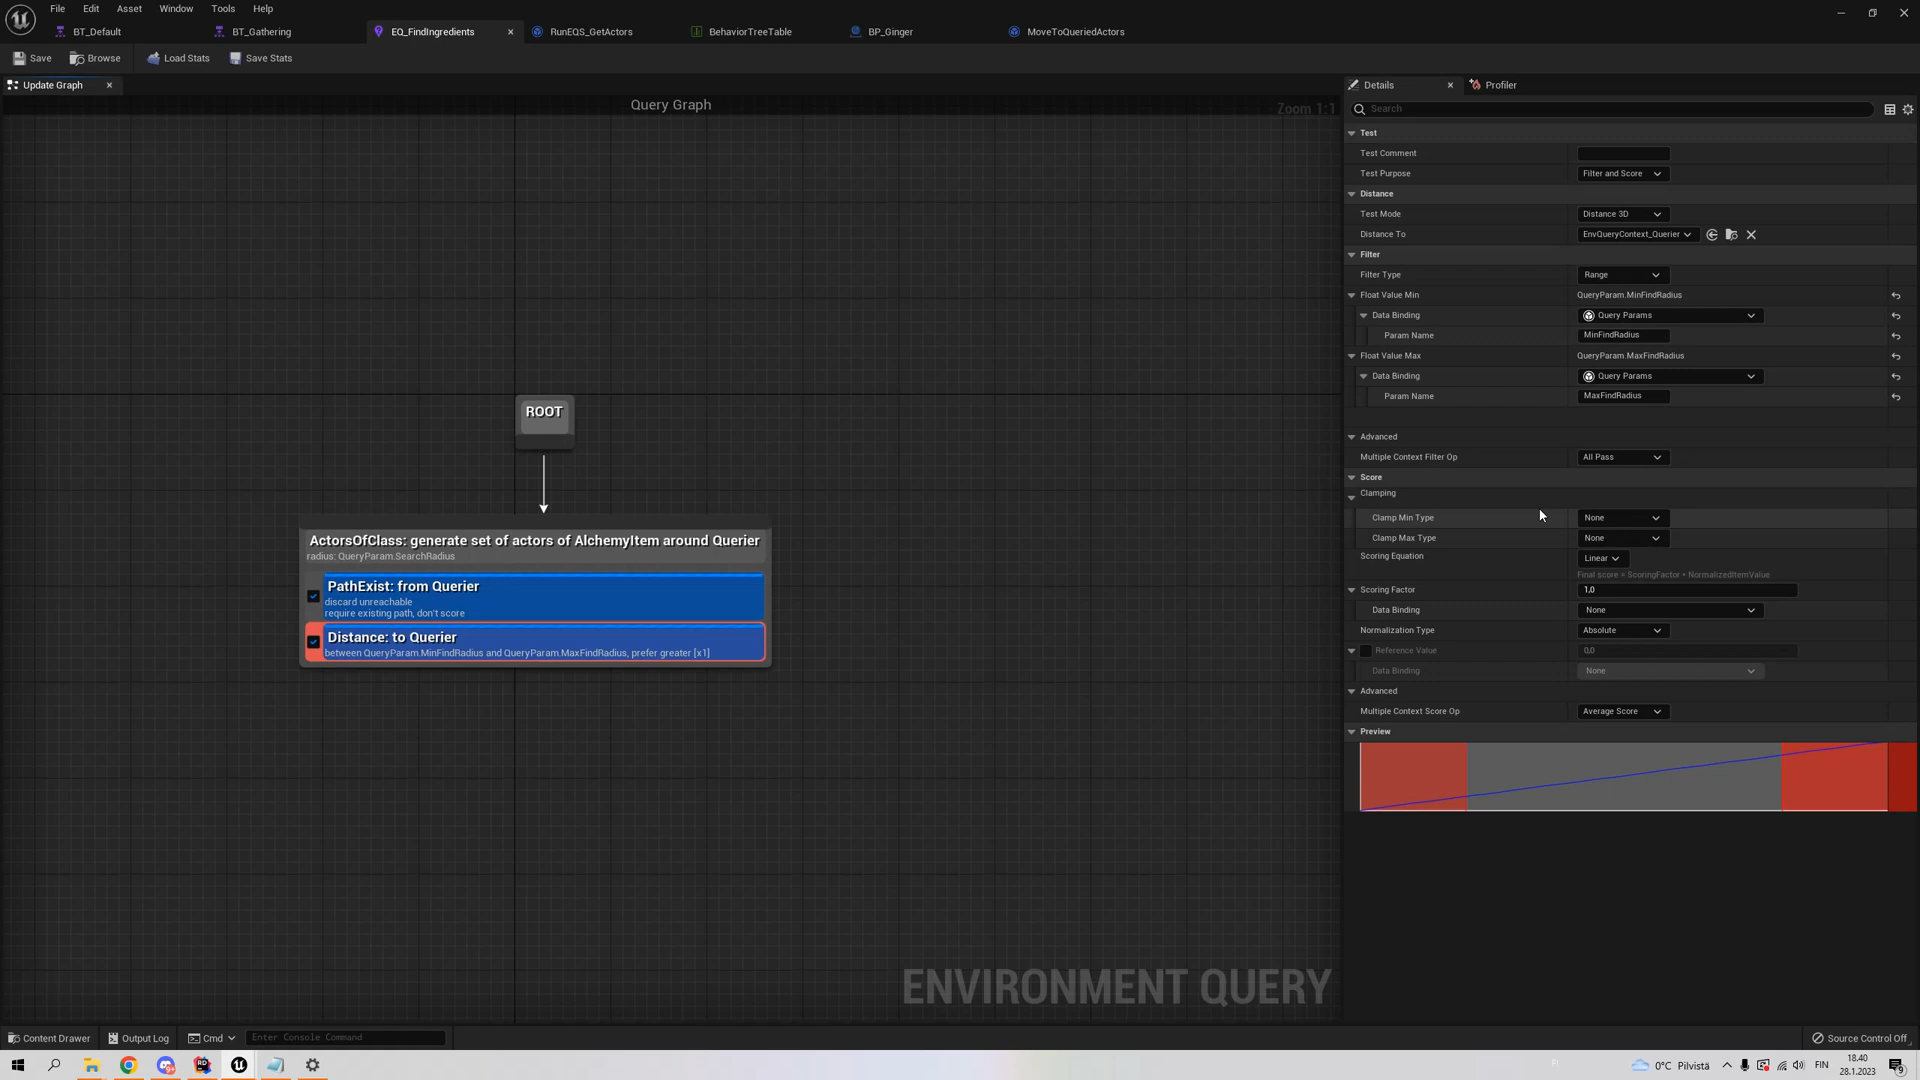 File Edit Asset Window Tools Help
BT_Default BT_Gathering EQ_FindIngredients RunEQS_GetActors BehaviorTreeTable BP_Ginger MoveToQueriedActors
Save Browse Load Stats Save Stats
Update Graph
Query Graph
Zoom 1:1
ROOT
ActorsOfClass: generate set of actors of AlchemyItem around Querier
radius: QueryParam.SearchRadius
PathExist: from Querier
discard unreachable
require existing path, don't score
Distance: to Querier
between QueryParam.MinFindRadius and QueryParam.MaxFindRadius, prefer greater [x1]
ENVIRONMENT QUERY
Details Profiler
Search
Test
Test Comment
Test Purpose Filter and Score
Distance
Test Mode Distance 3D
Distance To EnvQueryContext_Querier
Filter
Filter Type Range
Float Value Min QueryParam.MinFindRadius
Data Binding Query Params
Param Name MinFindRadius
Float Value Max QueryParam.MaxFindRadius
Data Binding Query Params
Param Name MaxFindRadius
Advanced
Multiple Context Filter Op All Pass
Score
Clamping
Clamp Min Type None
Clamp Max Type None
Scoring Equation Linear
Final score = ScoringFactor * NormalizedItemValue
Scoring Factor 1,0
Data Binding None
Normalization Type Absolute
Reference Value 0,0
Data Binding None
Advanced
Multiple Context Score Op Average Score
Preview
Content Drawer Output Log Cmd Enter Console Command
Source Control Off
0°C Pilvistä FIN 18.40
28.1.2023